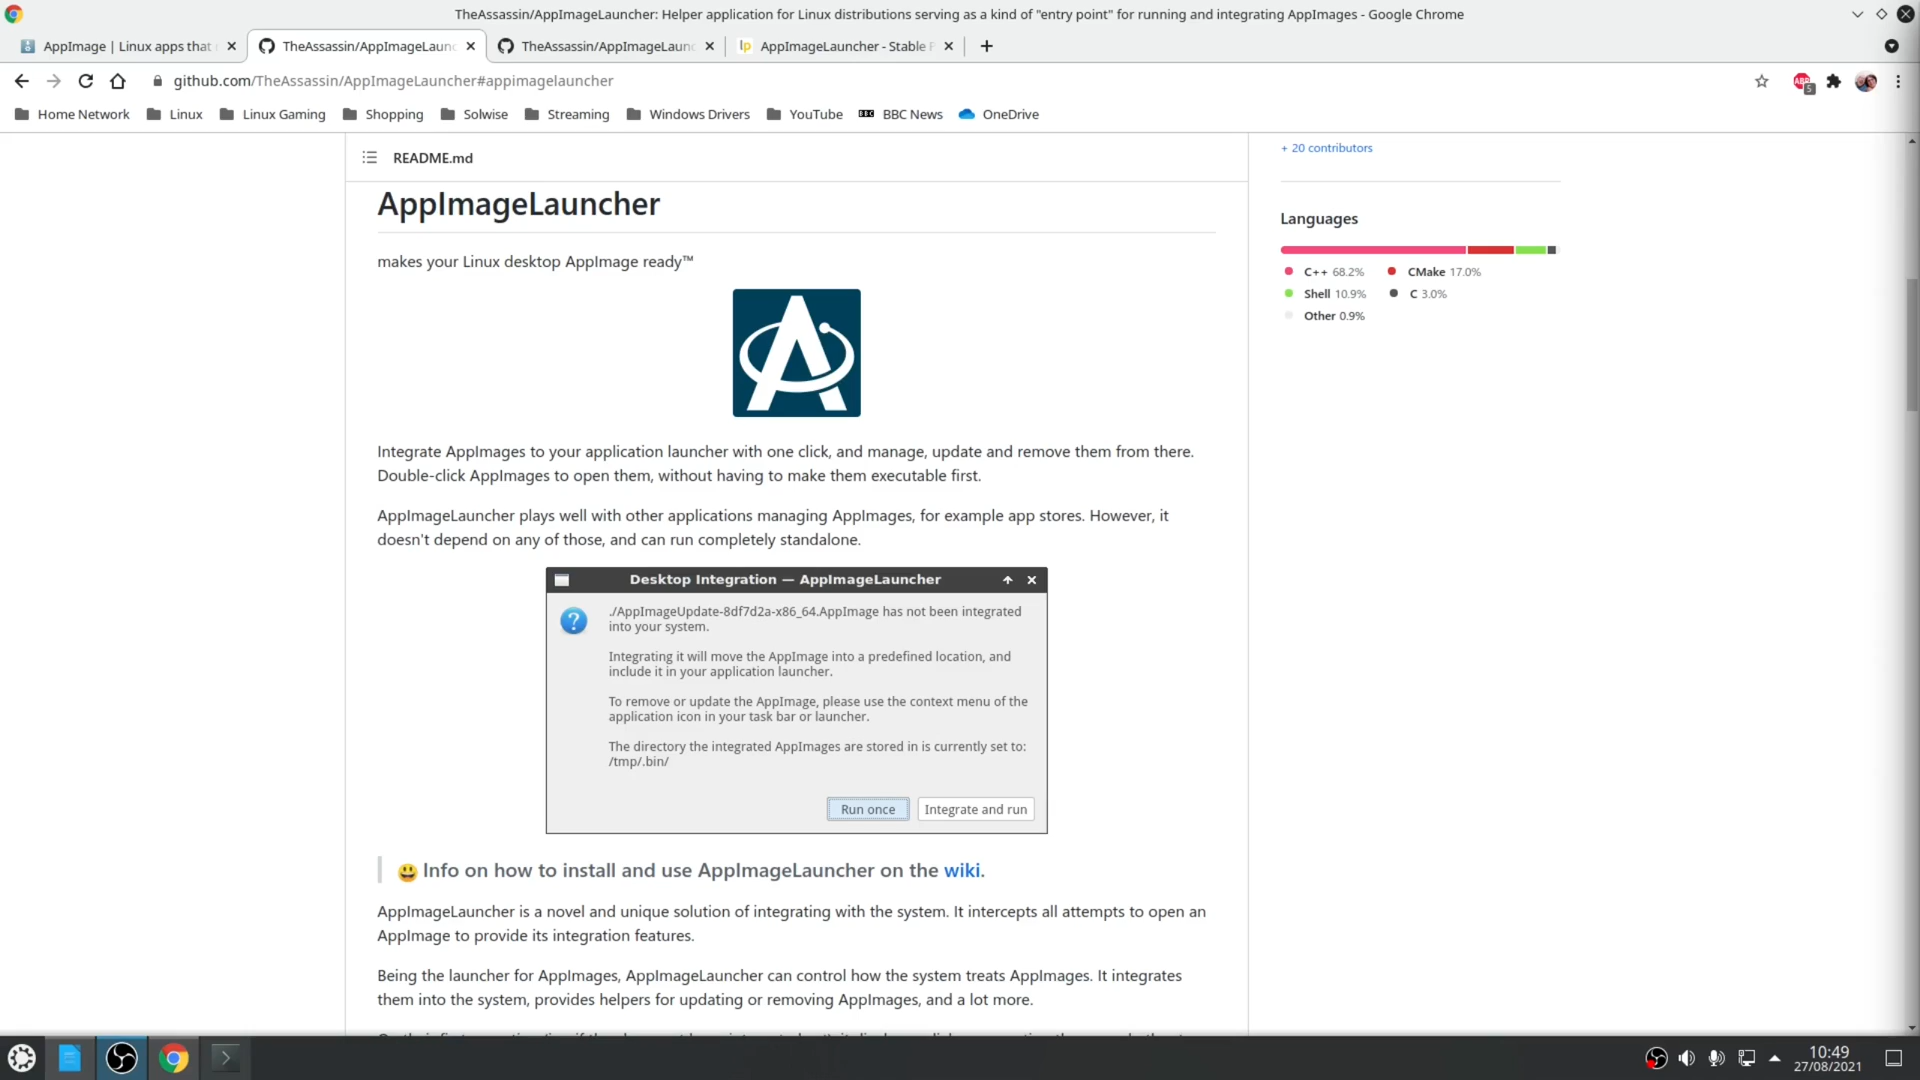 TheAssassin/AppImageLauncher: Helper application for Linux distributions serving as a kind of "entry point" for running and integrating AppImages - Google Chrome
AppImage | Linux apps that
TheAssassin/AppImageLaunc
TheAssassin/AppImageLaun
lp AppImageLauncher - Stable
github.com/TheAssassin/AppImageLauncher#appimagelauncher
ABP 5
Home Network
Linux
Linux Gaming
Shopping
Solwise
Streaming
Windows Drivers
YouTube
BBC BBC News
OneDrive
README.md
+ 20 contributors
AppImageLauncher
Languages
makes your Linux desktop AppImage ready™
C++ 68.2%
CMake 17.0%
Shell 10.9%
C 3.0%
Other 0.9%
Integrate AppImages to your application launcher with one click, and manage, update and remove them from there.
Double-click AppImages to open them, without having to make them executable first.
AppImageLauncher plays well with other applications managing AppImages, for example app stores. However, it
doesn't depend on any of those, and can run completely standalone.
Desktop Integration — AppImageLauncher
./AppImageUpdate-8df7d2a-x86_64.AppImage has not been integrated
into your system.
Integrating it will move the AppImage into a predefined location, and
include it in your application launcher.
To remove or update the AppImage, please use the context menu of the
application icon in your task bar or launcher.
The directory the integrated AppImages are stored in is currently set to:
/tmp/.bin/
Run once
Integrate and run
😃 Info on how to install and use AppImageLauncher on the wiki.
AppImageLauncher is a novel and unique solution of integrating with the system. It intercepts all attempts to open an
AppImage to provide its integration features.
Being the launcher for AppImages, AppImageLauncher can control how the system treats AppImages. It integrates
them into the system, provides helpers for updating or removing AppImages, and a lot more.
10:49
27/08/2021